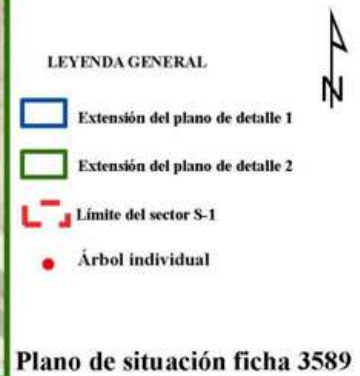 N
LEYENDA GENERAL
Extensión del plano de detalle 1
Extensión del plano de detalle 2
Límite del sector S-1
Árbol individual
Plano de situación ficha 3589